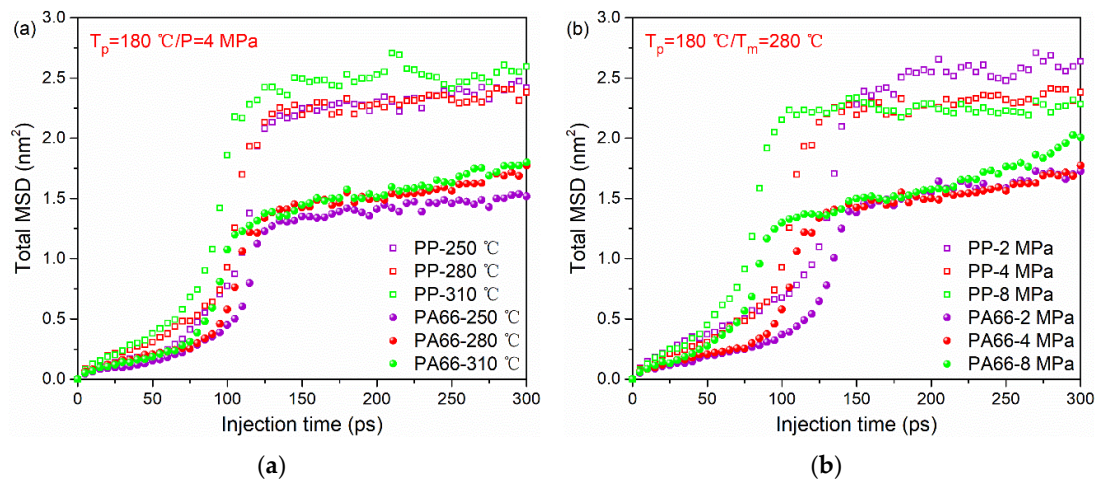 (a)
T_p=180 ℃/P=4 MPa
Total MSD (nm²)
3.0
2.5
2.0
1.5
1.0
0.5
0.0
PP-250 ℃
PP-280 ℃
PP-310 ℃
PA66-250 ℃
PA66-280 ℃
PA66-310 ℃
0 50 100 150 200 250 300
Injection time (ps)
(a)
(b)
T_p=180 ℃/T_m=280 ℃
Total MSD (nm²)
3.0
2.5
2.0
1.5
1.0
0.5
0.0
PP-2 MPa
PP-4 MPa
PP-8 MPa
PA66-2 MPa
PA66-4 MPa
PA66-8 MPa
0 50 100 150 200 250 300
Injection time (ps)
(b)